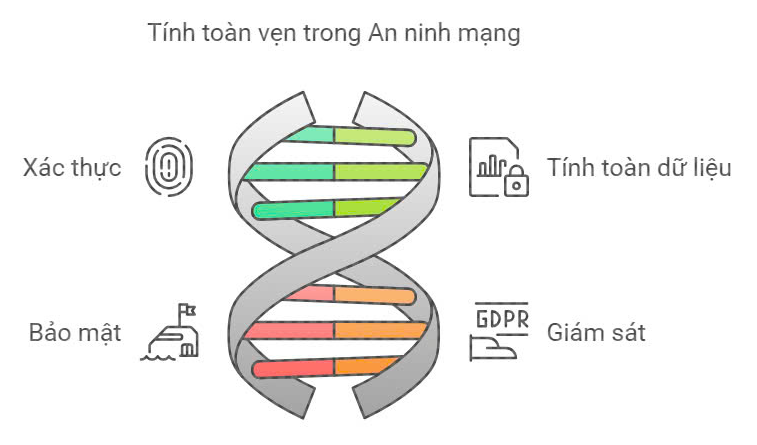 Tính toàn vẹn trong An ninh mạng
Xác thực
Tính toàn dữ liệu
Bảo mật
GDPR
Giám sát